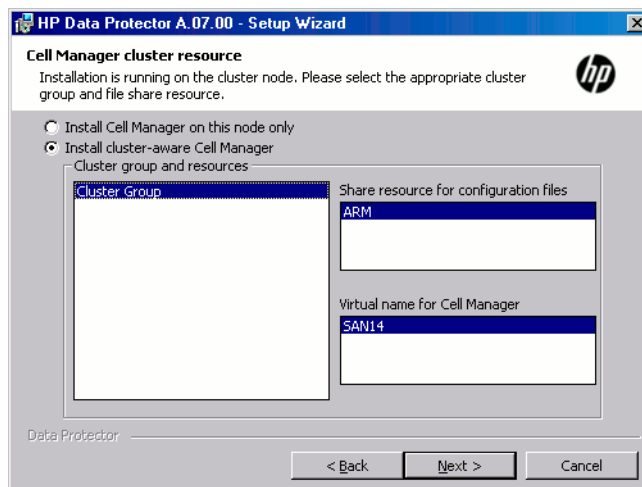 HP Data Protector A.07.00 - Setup Wizard
Cell Manager cluster resource
Installation is running on the cluster node. Please select the appropriate cluster
group and file share resource.
hp
Install Cell Manager on this node only
Install cluster-aware Cell Manager
Cluster group and resources
Cluster Group
Share resource for configuration files
ARM
Virtual name for Cell Manager
SAN14
Data Protector
< Back
Next >
Cancel